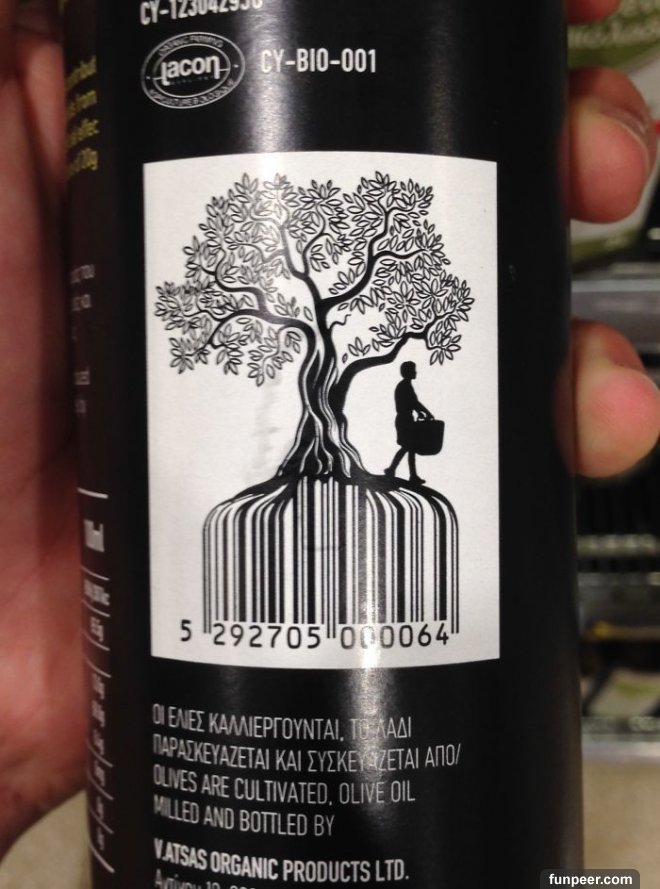 lacon
CY-BIO-001
5 292705 000064
ΟΙ ΕΛΙΕΣ ΚΑΛΛΙΕΡΓΟΥΝΤΑΙ, ΤΟ ΛΑΔΙ
ΠΑΡΑΣΚΕΥΑΖΕΤΑΙ ΚΑΙ ΣΥΣΚΕΥΑΖΕΤΑΙ ΑΠΟ/
OLIVES ARE CULTIVATED, OLIVE OIL
MILLED AND BOTTLED BY
V.ATSAS ORGANIC PRODUCTS LTD.
funpeer.com